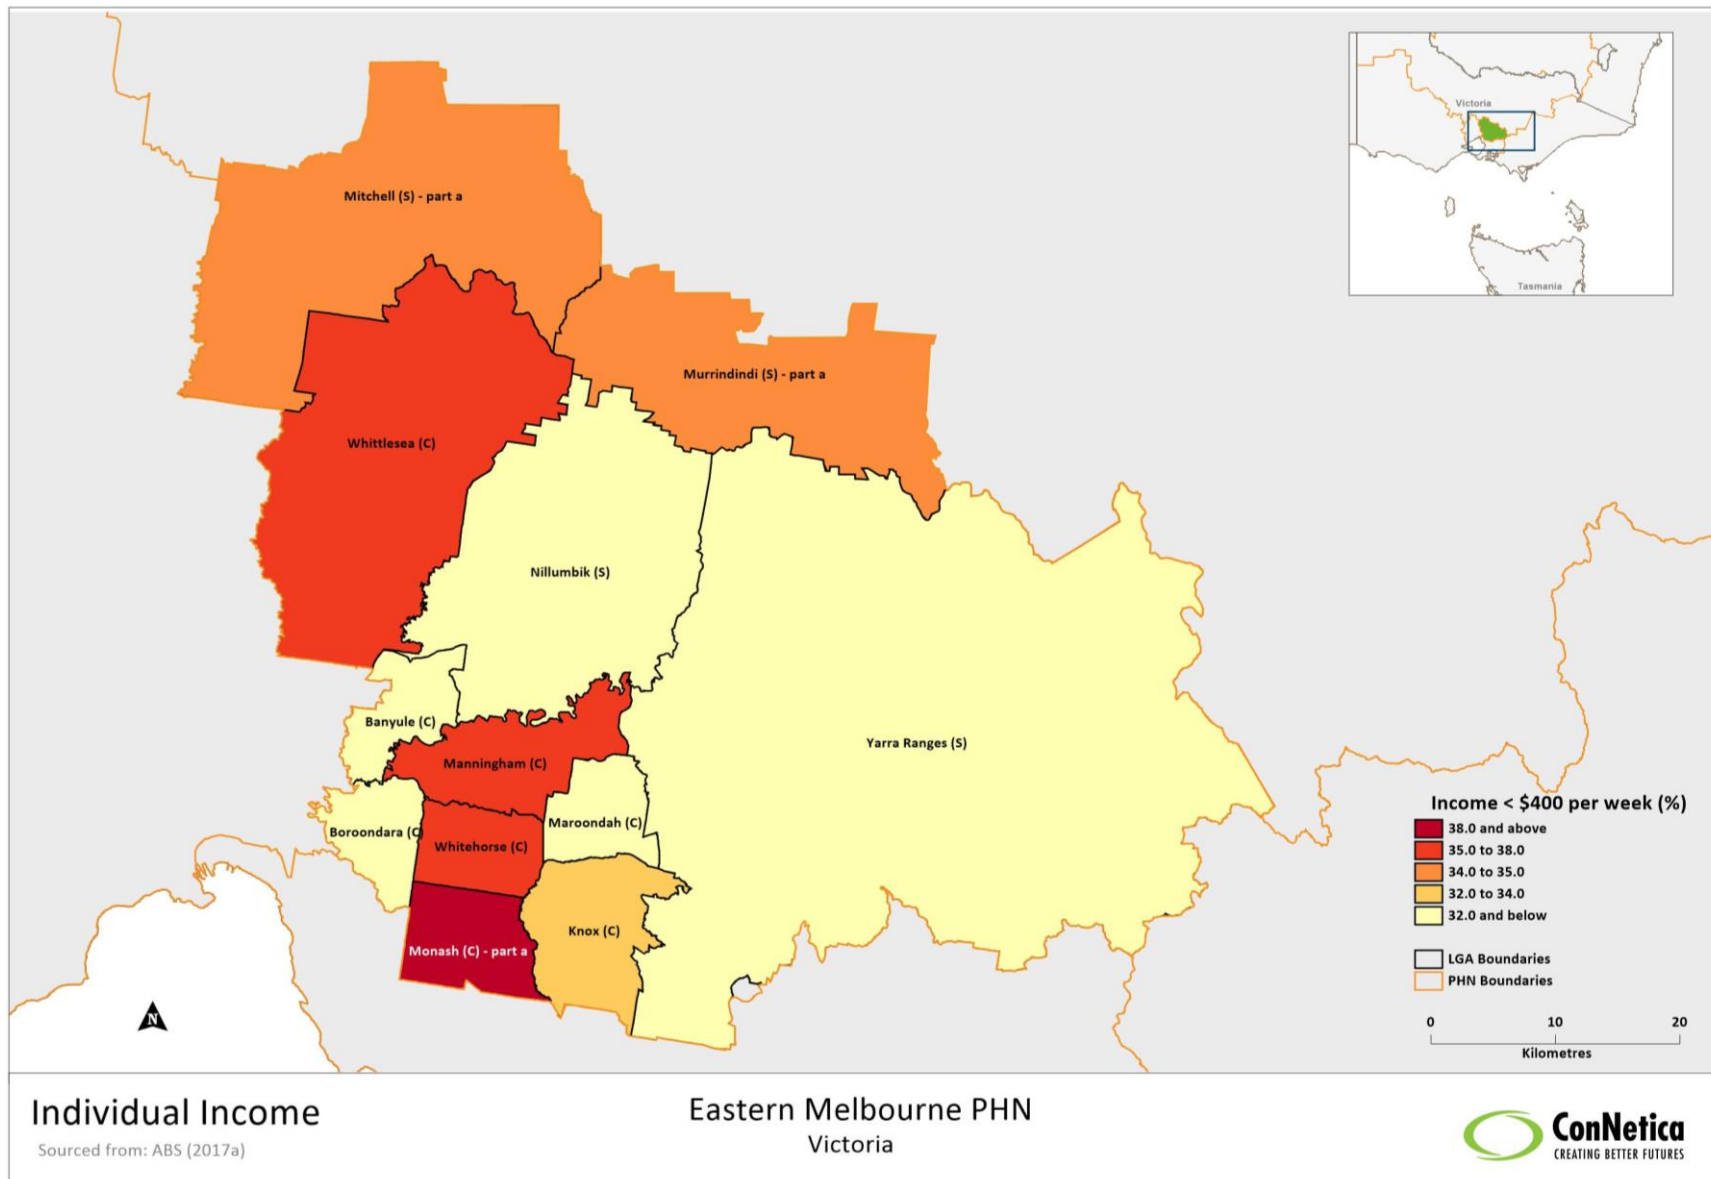 Victoria
Tasmania
Mitchell (S) - part a
Murrindindi (S) - part a
Whittlesea (C)
Nillumbik (S)
Banyule (C)
Yarra Ranges (S)
Manningham (C)
Maroondah (C)
Boroondara (C)
Whitehorse (C)
Knox (C)
Monash (C) - part a
Income < $400 per week (%)
38.0 and above
35.0 to 38.0
34.0 to 35.0
32.0 to 34.0
32.0 and below
LGA Boundaries
PHN Boundaries
0 10 20
Kilometres
N
Individual Income
Sourced from: ABS (2017a)
Eastern Melbourne PHN
Victoria
ConNetica
CREATING BETTER FUTURES